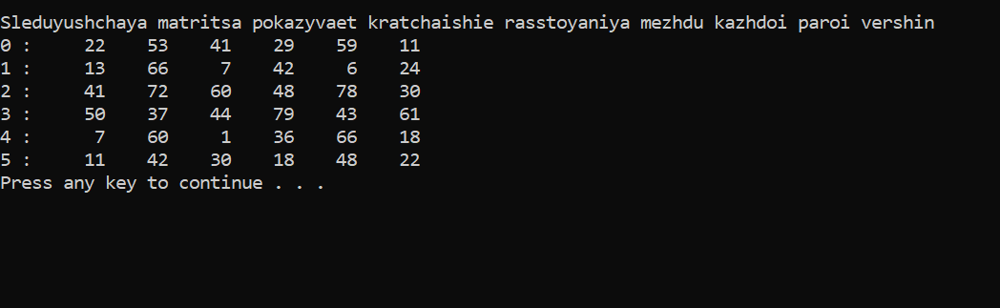 Sleduyushchaya matritsa pokazyvaet kratchaishie rasstoyaniya mezhdu kazhdoi paroi vershin
0 : 22 53 41 29 59 11
1 : 13 66 7 42 6 24
2 : 41 72 60 48 78 30
3 : 50 37 44 79 43 61
4 : 7 60 1 36 66 18
5 : 11 42 30 18 48 22
Press any key to continue . . .